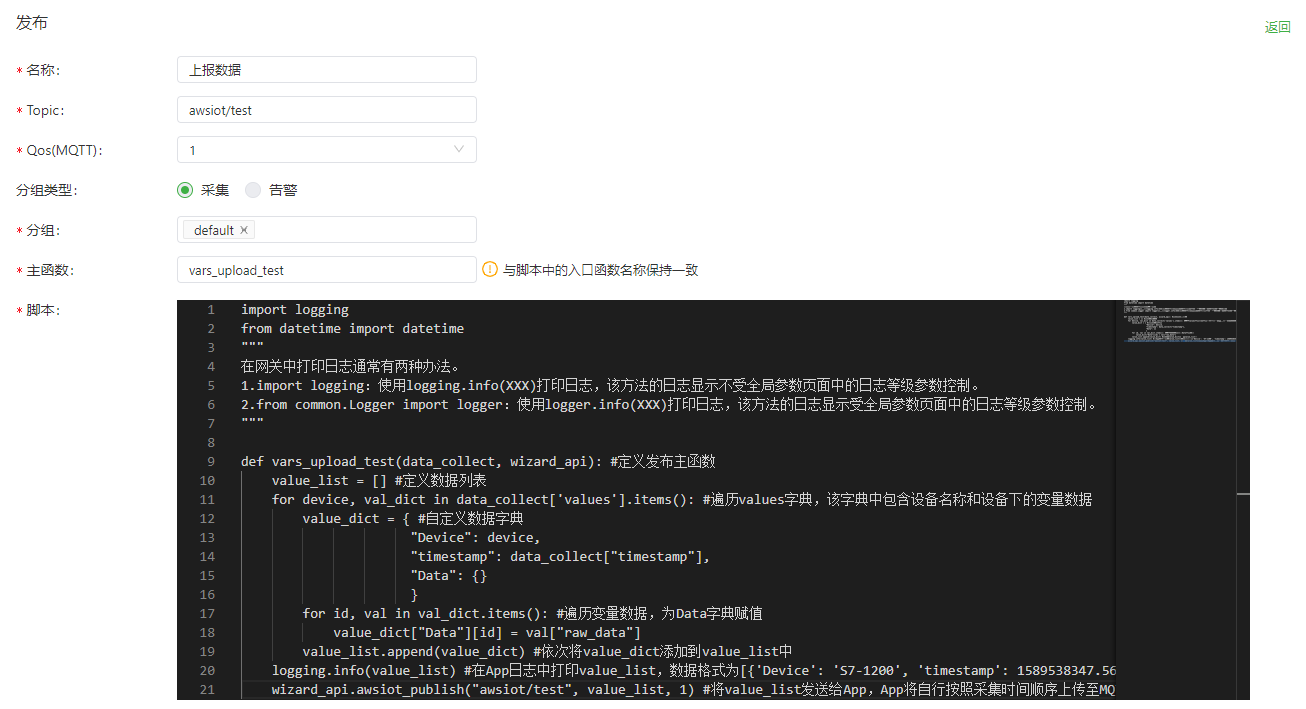 发布
返回
* 名称:
上报数据
* Topic:
awsiot/test
* Qos(MQTT):
1
分组类型:
采集
告警
* 分组:
default ×
* 主函数:
vars_upload_test
与脚本中的入口函数名称保持一致
* 脚本:
1 import logging
2 from datetime import datetime
3 """
4 在网关中打印日志通常有两种办法。
5 1.import logging：使用logging.info(XXX)打印日志，该方法的日志显示不受全局参数页面中的日志等级参数控制。
6 2.from common.Logger import logger：使用logger.info(XXX)打印日志，该方法的日志显示受全局参数页面中的日志等级参数控制。
7 """
8
9 def vars_upload_test(data_collect, wizard_api): #定义发布主函数
10 value_list = [] #定义数据列表
11 for device, val_dict in data_collect['values'].items(): #遍历values字典，该字典中包含设备名称和设备下的变量数据
12 value_dict = { #自定义数据字典
13 "Device": device,
14 "timestamp": data_collect["timestamp"],
15 "Data": {}
16 }
17 for id, val in val_dict.items(): #遍历变量数据，为Data字典赋值
18 value_dict["Data"][id] = val["raw_data"]
19 value_list.append(value_dict) #依次将value_dict添加到value_list中
20 logging.info(value_list) #在App日志中打印value_list，数据格式为[{'Device': 'S7-1200', 'timestamp': 1589538347.56
21 wizard_api.awsiot_publish("awsiot/test", value_list, 1) #将value_list发送给App，App将自行按照采集时间顺序上传至MQ